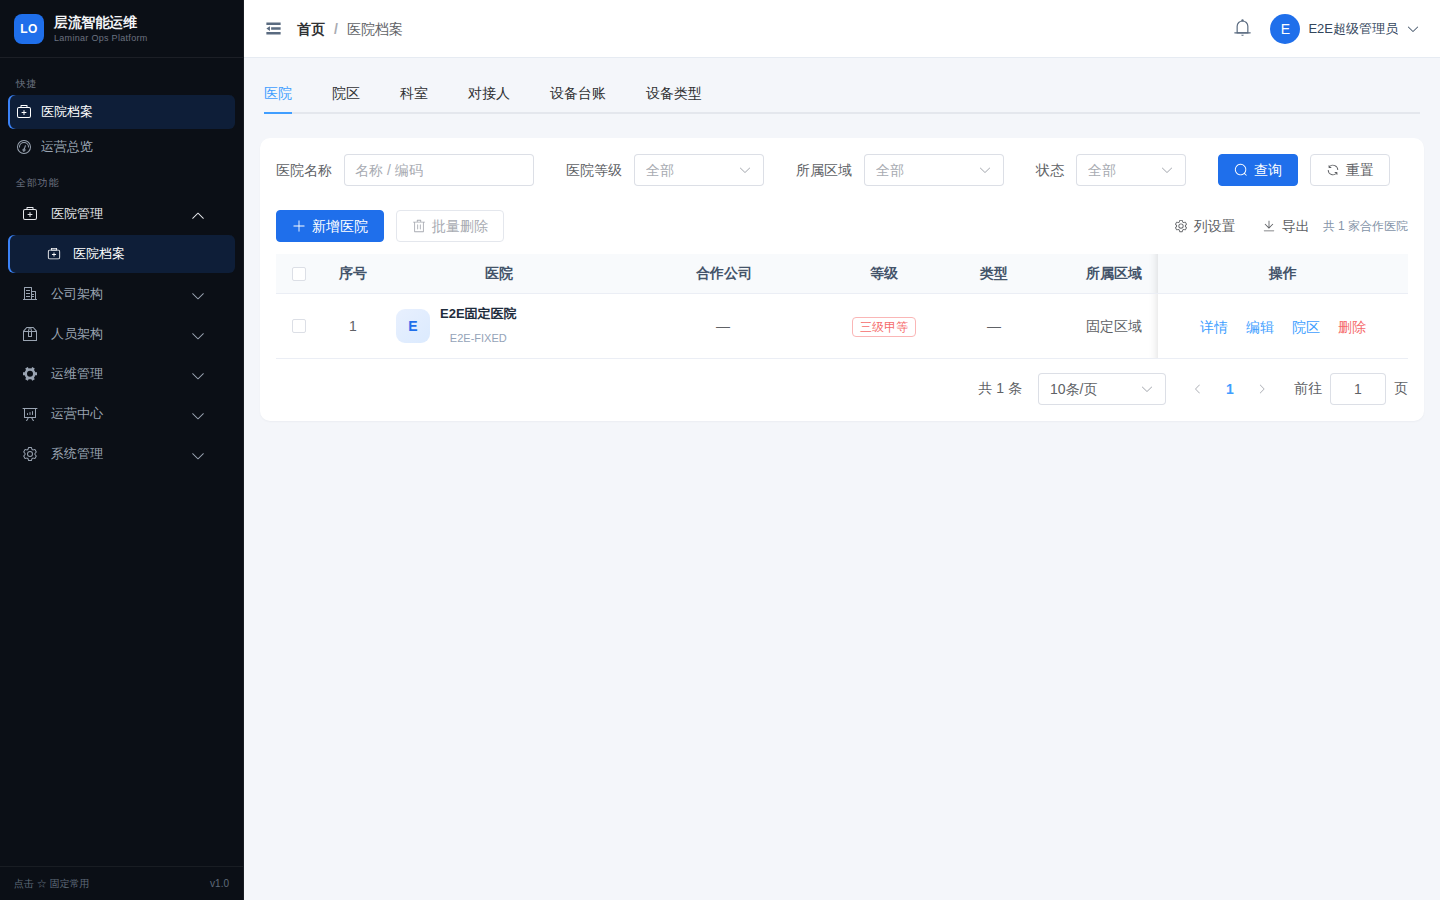 LO
层流智能运维
Laminar Ops Platform
快捷
医院档案
运营总览
全部功能
医院管理
医院档案
公司架构
人员架构
运维管理
运营中心
系统管理
点击 ☆ 固定常用 v1.0
首页 / 医院档案
E E2E超级管理员
医院 院区 科室 对接人 设备台账 设备类型
医院名称 名称 / 编码 医院等级 全部 所属区域 全部 状态 全部 查询 重置
新增医院 批量删除 列设置 导出 共 1 家合作医院
序号 医院 合作公司 等级 类型 所属区域 操作
1 E E2E固定医院 — 三级甲等 — 固定区域 详情 编辑 院区 删除
E2E-FIXED
共 1 条 10条/页 1 前往 1 页